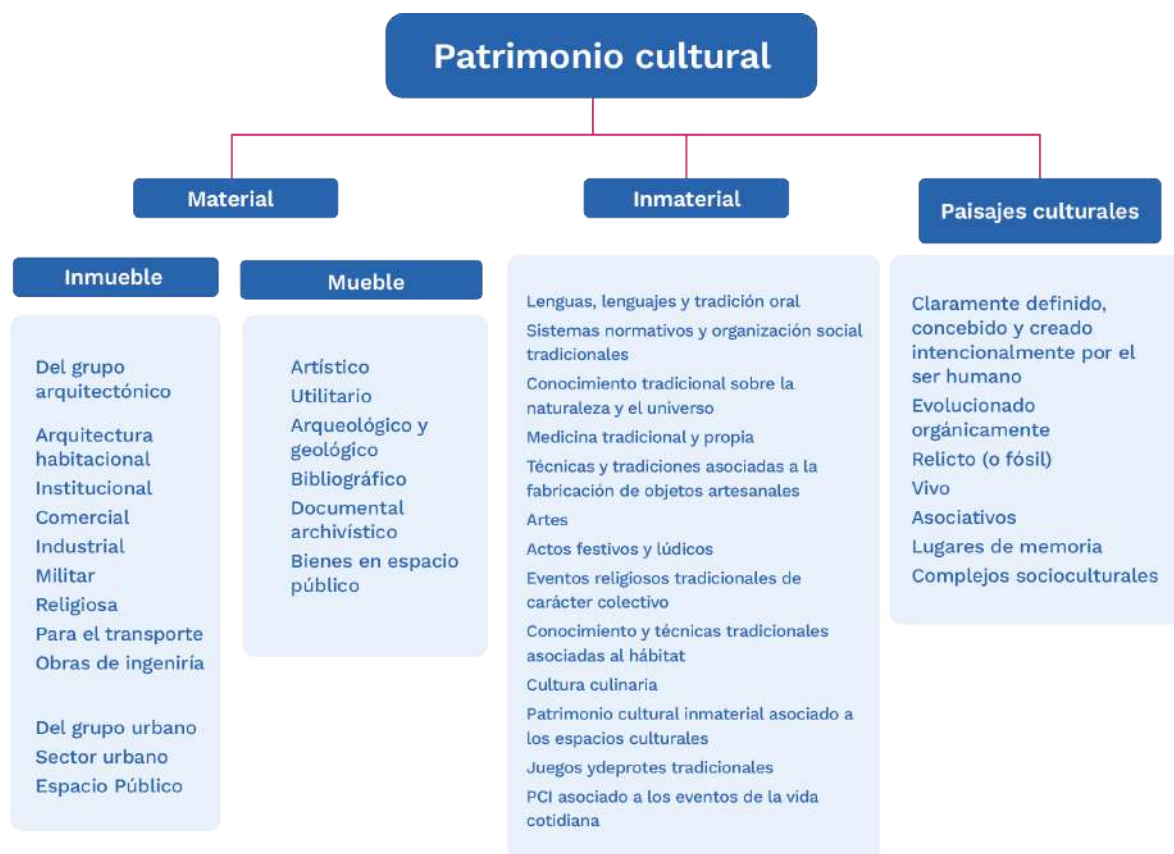 Patrimonio cultural
Material
Inmaterial
Paisajes culturales
Inmueble
Mueble
Del grupo
arquitectónico
Arquitectura
habitacional
Institucional
Comercial
Industrial
Militar
Religiosa
Para el transporte
Obras de ingeniría
Del grupo urbano
Sector urbano
Espacio Público
Artístico
Utilitario
Arqueológico y
geológico
Bibliográfico
Documental
archivístico
Bienes en espacio
público
Lenguas, lenguajes y tradición oral
Sistemas normativos y organización social
tradicionales
Conocimiento tradicional sobre la
naturaleza y el universo
Medicina tradicional y propia
Técnicas y tradiciones asociadas a la
fabricación de objetos artesanales
Artes
Actos festivos y lúdicos
Eventos religiosos tradicionales de
carácter colectivo
Conocimiento y técnicas tradicionales
asociadas al hábitat
Cultura culinaria
Patrimonio cultural inmaterial asociado a
los espacios culturales
Juegos ydeprotes tradicionales
PCI asociado a los eventos de la vida
cotidiana
Claramente definido,
concebido y creado
intencionalmente por el
ser humano
Evolucionado
orgánicamente
Relicto (o fósil)
Vivo
Asociativos
Lugares de memoria
Complejos socioculturales